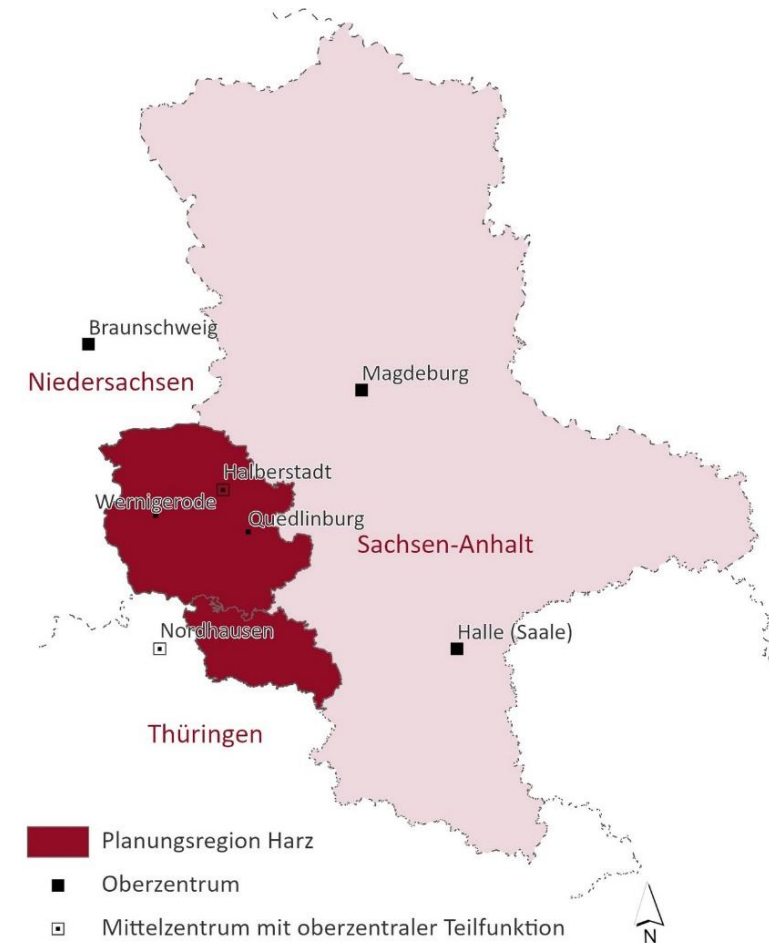 Braunschweig
Niedersachsen
Magdeburg
Halberstadt
Wernigerode
Quedlinburg
Sachsen-Anhalt
Nordhausen
Halle (Saale)
Thüringen
Planungsregion Harz
Oberzentrum
Mittelzentrum mit oberzentraler Teilfunktion
N